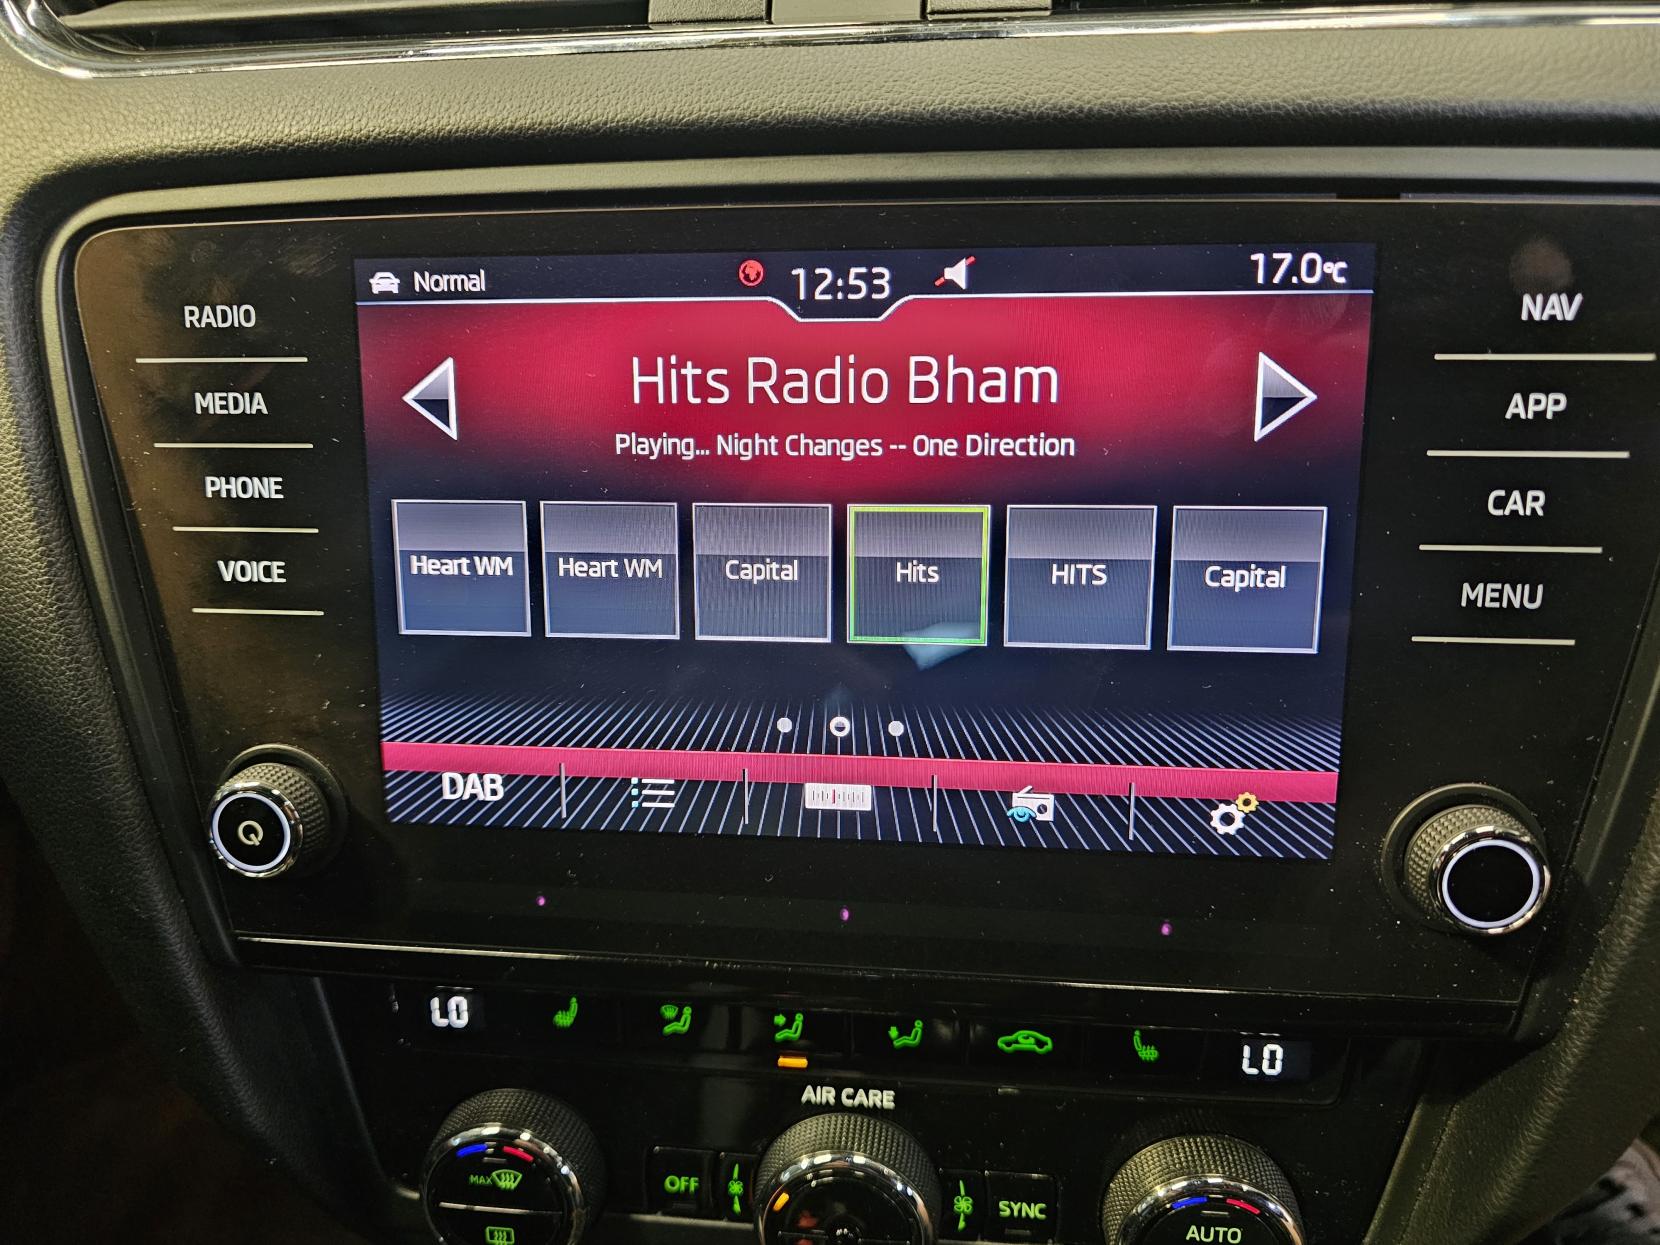 Normal
12:53
17.0°C
RADIO
MEDIA
PHONE
VOICE
Hits Radio Bham
Playing... Night Changes -- One Direction
Heart WM
Heart WM
Capital
Hits
HITS
Capital
DAB
NAV
APP
CAR
MENU
LO
LO
AIR CARE
MAX
OFF
SYNC
AUTO